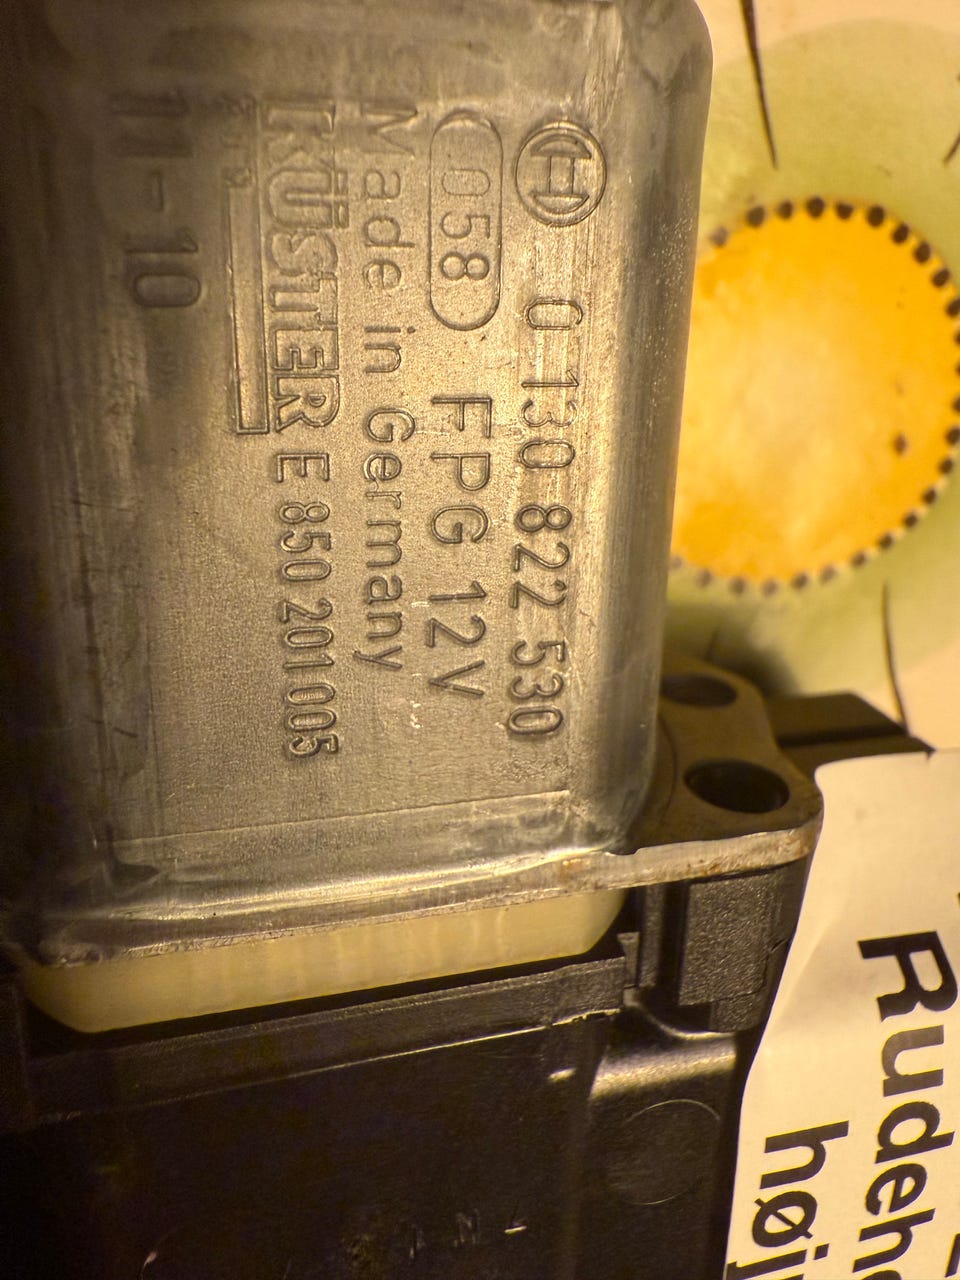 0 130 822 530
058 FPG 12V
Made in Germany
KÜSTER E 850 201 005
11-10
Rudeh
høj